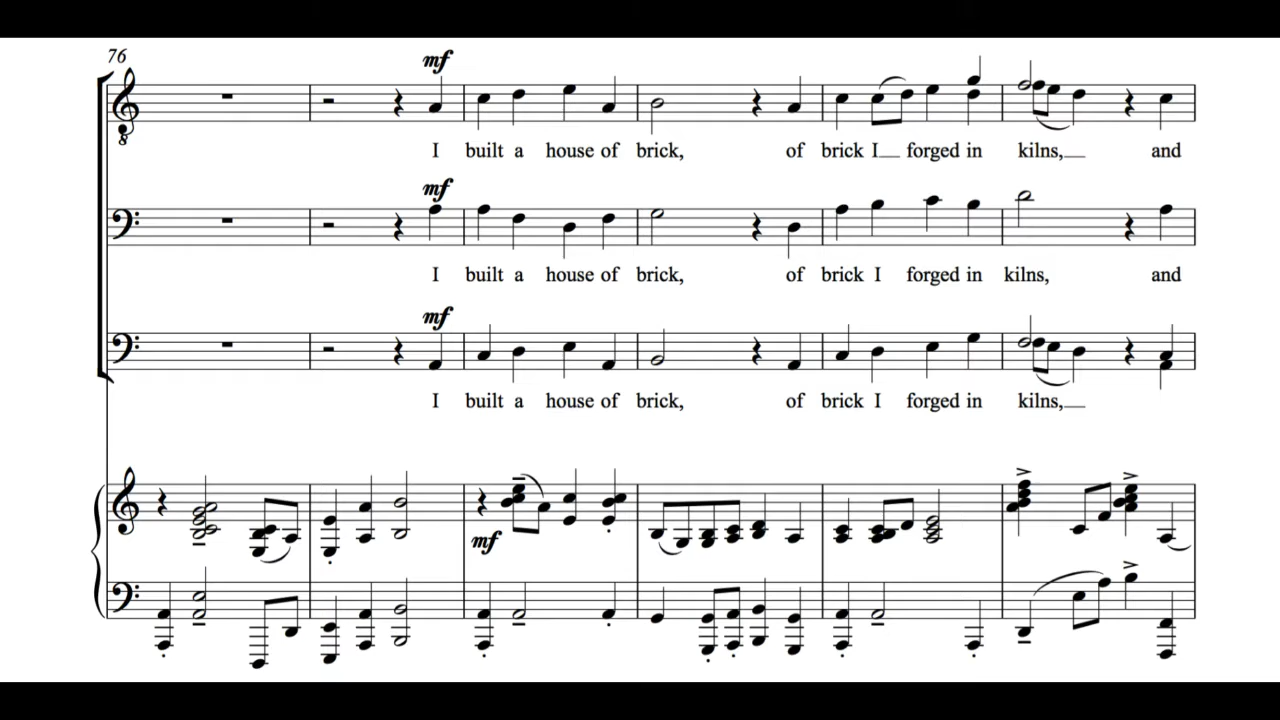 76
mf
I built a house of brick, of brick I forged in kilns, and
mf
I built a house of brick, of brick I forged in kilns, and
mf
I built a house of brick, of brick I forged in kilns,
mf